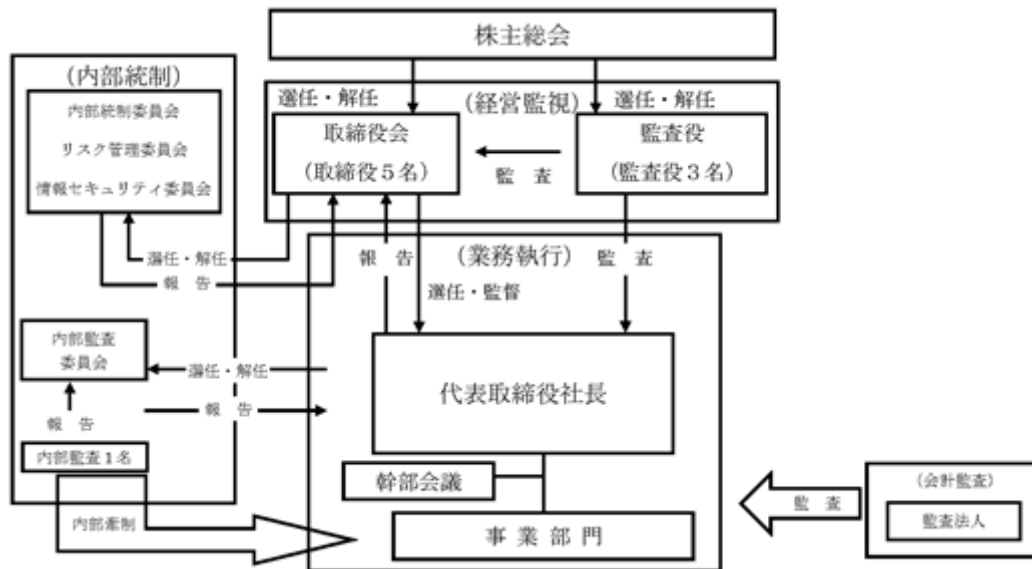 株主総会
(内部統制)
内部統制委員会
リスク管理委員会
情報セキュリティ委員会
選任・解任
(経営監視)
選任・解任
取締役会
(取締役5名)
監 査
監査役
(監査役3名)
選任・解任
報 告
報 告
(業務執行)
監 査
選任・監督
内部監査
委員会
選任・解任
報 告
報 告
内部監査1名
内部牽制
代表取締役社長
幹部会議
事 業 部 門
監 査
(会計監査)
監査法人